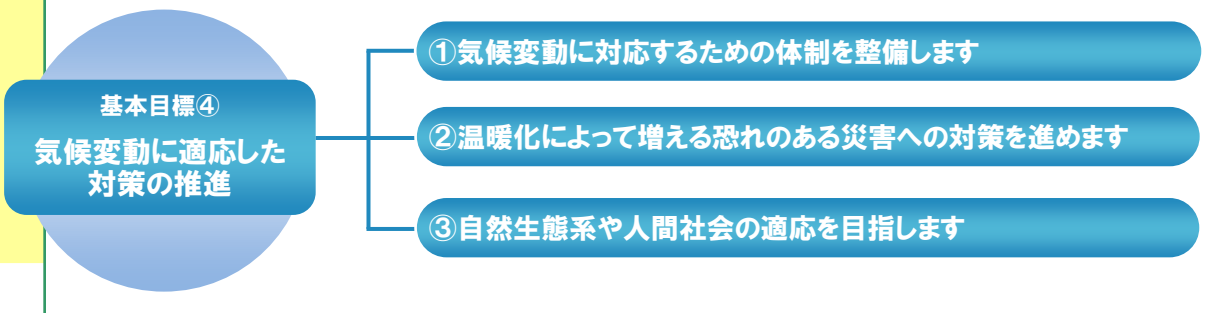 基本目標④
気候変動に適応した
対策の推進
①気候変動に対応するための体制を整備します
②温暖化によって増える恐れのある災害への対策を進めます
③自然生態系や人間社会の適応を目指します